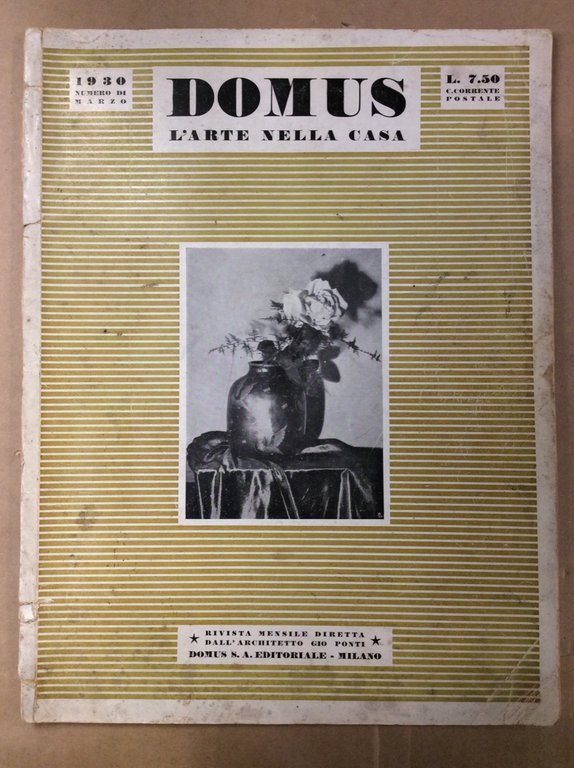 1930
NUMERO DI
MARZO
DOMUS
L'ARTE NELLA CASA
L. 7.50
C. CORRENTE
POSTALE
★ RIVISTA MENSILE DIRETTA ★
DALL'ARCHITETTO GIO PONTI
DOMUS S. A. EDITORIALE - MILANO